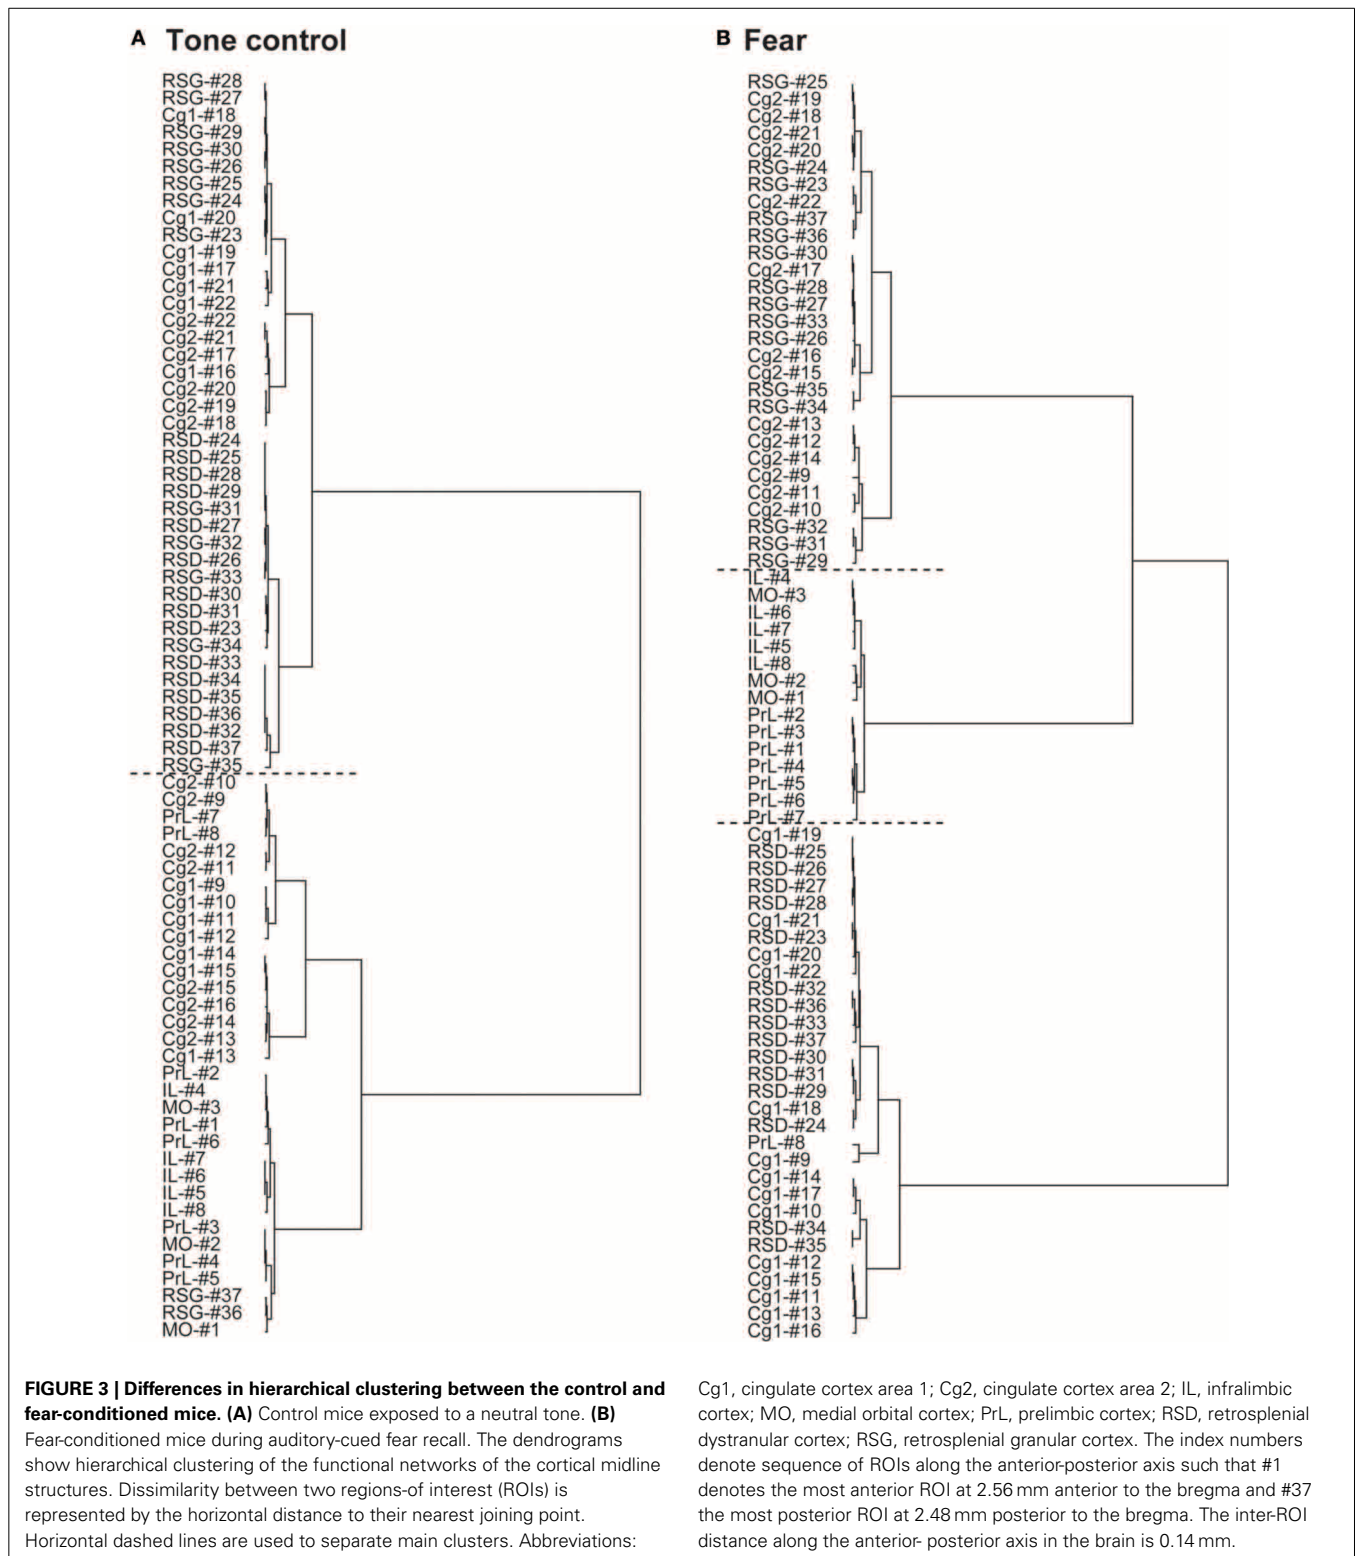 A Tone control
RSG-#28
RSG-#27
Cg1-#18
RSG-#29
RSG-#30
RSG-#26
RSG-#25
RSG-#24
Cg1-#20
RSG-#23
Cg1-#19
Cg1-#17
Cg1-#21
Cg1-#22
Cg2-#22
Cg2-#21
Cg2-#17
Cg1-#16
Cg2-#20
Cg2-#19
Cg2-#18
RSD-#24
RSD-#25
RSD-#28
RSD-#29
RSG-#31
RSD-#27
RSG-#32
RSD-#26
RSG-#33
RSD-#30
RSD-#31
RSD-#23
RSG-#34
RSD-#33
RSD-#34
RSD-#35
RSD-#36
RSD-#32
RSD-#37
RSG-#35
Cg2-#10
Cg2-#9
PrL-#7
PrL-#8
Cg2-#12
Cg2-#11
Cg1-#9
Cg1-#10
Cg1-#11
Cg1-#12
Cg1-#14
Cg1-#15
Cg2-#15
Cg2-#16
Cg2-#14
Cg2-#13
Cg1-#13
PrL-#2
IL-#4
MO-#3
PrL-#1
PrL-#6
IL-#7
IL-#6
IL-#5
IL-#8
PrL-#3
MO-#2
PrL-#4
PrL-#5
RSG-#37
RSG-#36
MO-#1
B Fear
RSG-#25
Cg2-#19
Cg2-#18
Cg2-#21
Cg2-#20
RSG-#24
RSG-#23
Cg2-#22
RSG-#37
RSG-#36
RSG-#30
Cg2-#17
RSG-#28
RSG-#27
RSG-#33
RSG-#26
Cg2-#16
Cg2-#15
RSG-#35
RSG-#34
Cg2-#13
Cg2-#12
Cg2-#14
Cg2-#9
Cg2-#11
Cg2-#10
RSG-#32
RSG-#31
RSG-#29
IL-#4
MO-#3
IL-#6
IL-#7
IL-#5
IL-#8
MO-#2
MO-#1
PrL-#2
PrL-#3
PrL-#1
PrL-#4
PrL-#5
PrL-#6
PrL-#7
Cg1-#19
RSD-#25
RSD-#26
RSD-#27
RSD-#28
Cg1-#21
RSD-#23
Cg1-#20
Cg1-#22
RSD-#32
RSD-#36
RSD-#33
RSD-#37
RSD-#30
RSD-#31
RSD-#29
Cg1-#18
RSD-#24
PrL-#8
Cg1-#9
Cg1-#14
Cg1-#17
Cg1-#10
RSD-#34
RSD-#35
Cg1-#12
Cg1-#15
Cg1-#11
Cg1-#13
Cg1-#16
FIGURE 3 | Differences in hierarchical clustering between the control and
fear-conditioned mice. (A) Control mice exposed to a neutral tone. (B)
Fear-conditioned mice during auditory-cued fear recall. The dendrograms
show hierarchical clustering of the functional networks of the cortical midline
structures. Dissimilarity between two regions-of interest (ROIs) is
represented by the horizontal distance to their nearest joining point.
Horizontal dashed lines are used to separate main clusters. Abbreviations:
Cg1, cingulate cortex area 1; Cg2, cingulate cortex area 2; IL, infralimbic
cortex; MO, medial orbital cortex; PrL, prelimbic cortex; RSD, retrosplenial
dystranular cortex; RSG, retrosplenial granular cortex. The index numbers
denote sequence of ROIs along the anterior-posterior axis such that #1
denotes the most anterior ROI at 2.56 mm anterior to the bregma and #37
the most posterior ROI at 2.48 mm posterior to the bregma. The inter-ROI
distance along the anterior- posterior axis in the brain is 0.14 mm.